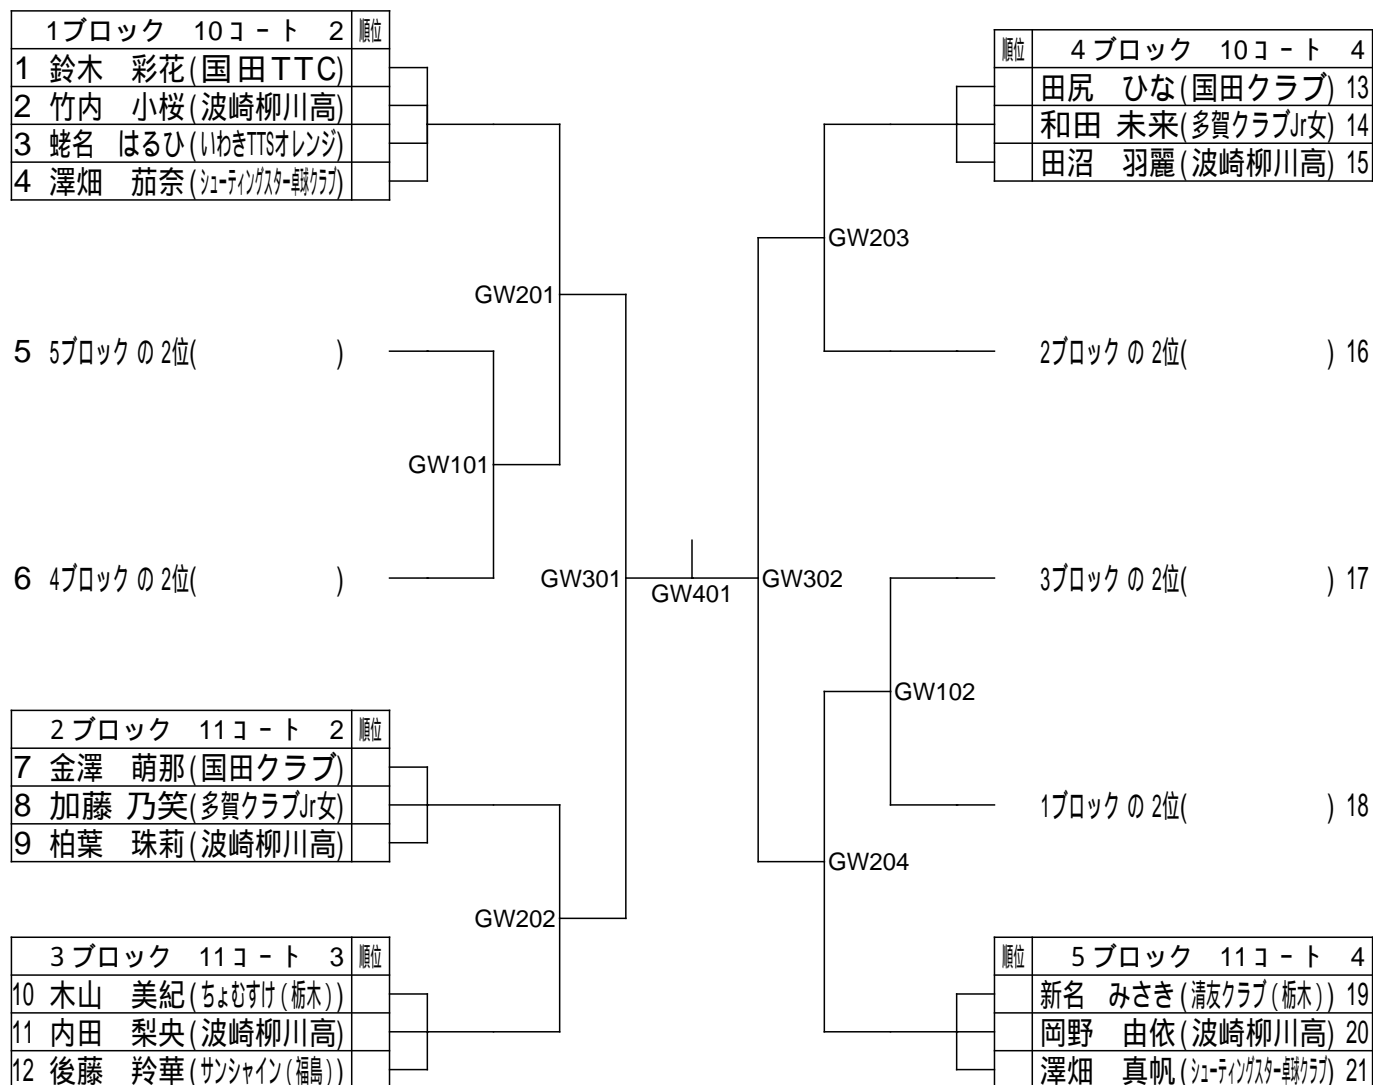 1ブロック　10コート　2 順位
1 鈴木　彩花(国田TTC)
2 竹内　小桜(波崎柳川高)
3 蛯名　はるひ(いわきTTSオレンジ)
4 澤畑　茄奈(シューティングスター卓球クラブ)
順位 4ブロック　10コート　4
田尻　ひな(国田クラブ) 13
和田 未来(多賀クラブJr女) 14
田沼　羽麗(波崎柳川高) 15
GW203
GW201
5 5ブロック の 2位(　　　)
2ブロック の 2位(　　　) 16
GW101
6 4ブロック の 2位(　　　)
GW301
GW401
GW302
3ブロック の 2位(　　　) 17
GW102
2ブロック　11コート　2 順位
7 金澤　萌那(国田クラブ)
8 加藤 乃笑(多賀クラブJr女)
9 柏葉　珠莉(波崎柳川高)
1ブロック の 2位(　　　) 18
GW204
GW202
3ブロック　11コート　3 順位
10 木山　美紀(ちょむすけ(栃木))
11 内田　梨央(波崎柳川高)
12 後藤　羚華(サンシャイン(福島))
順位 5ブロック　11コート　4
新名　みさき(清友クラブ(栃木)) 19
岡野　由依(波崎柳川高) 20
澤畑　真帆(シューティングスター卓球クラブ) 21